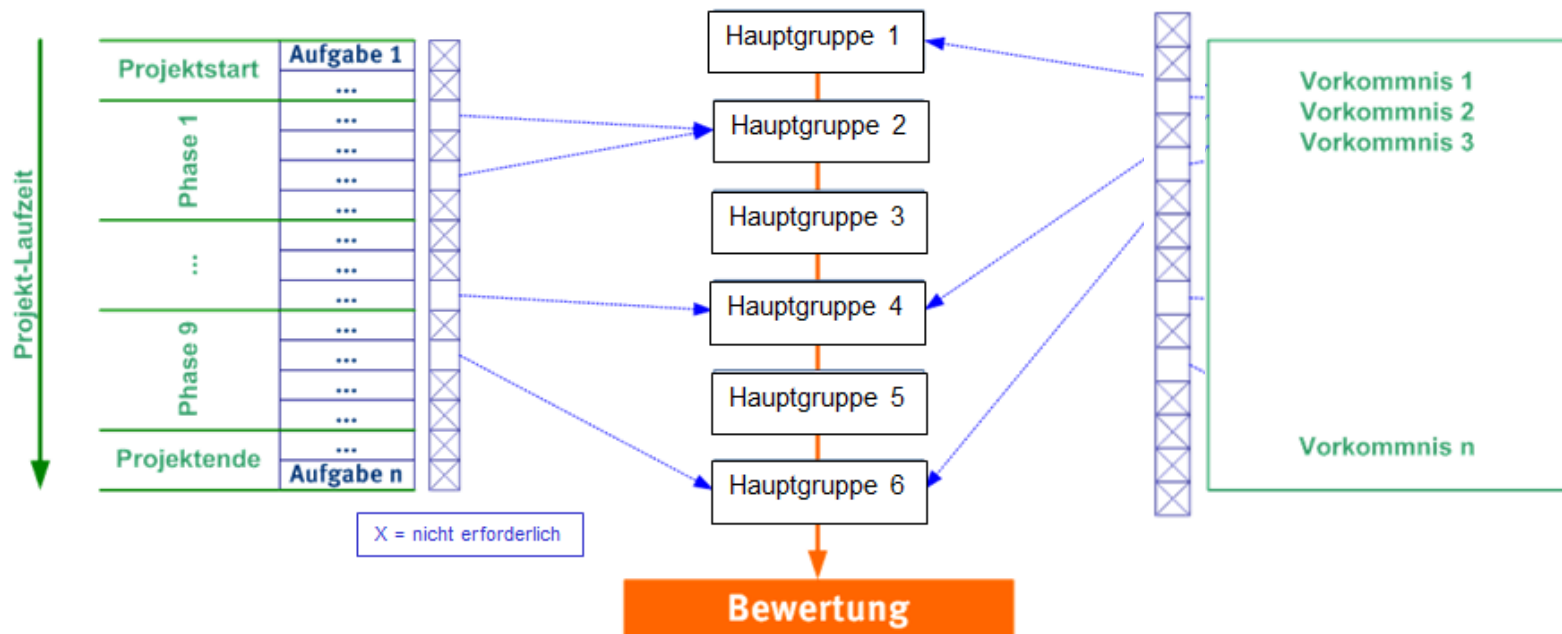 Projekt-Laufzeit
Projektstart
Phase 1
...
Phase 9
Projektende
Aufgabe 1
...
...
...
...
...
...
...
...
...
...
...
...
...
Aufgabe n
X = nicht erforderlich
Hauptgruppe 1
Hauptgruppe 2
Hauptgruppe 3
Hauptgruppe 4
Hauptgruppe 5
Hauptgruppe 6
Bewertung
Vorkommnis 1
Vorkommnis 2
Vorkommnis 3
Vorkommnis n